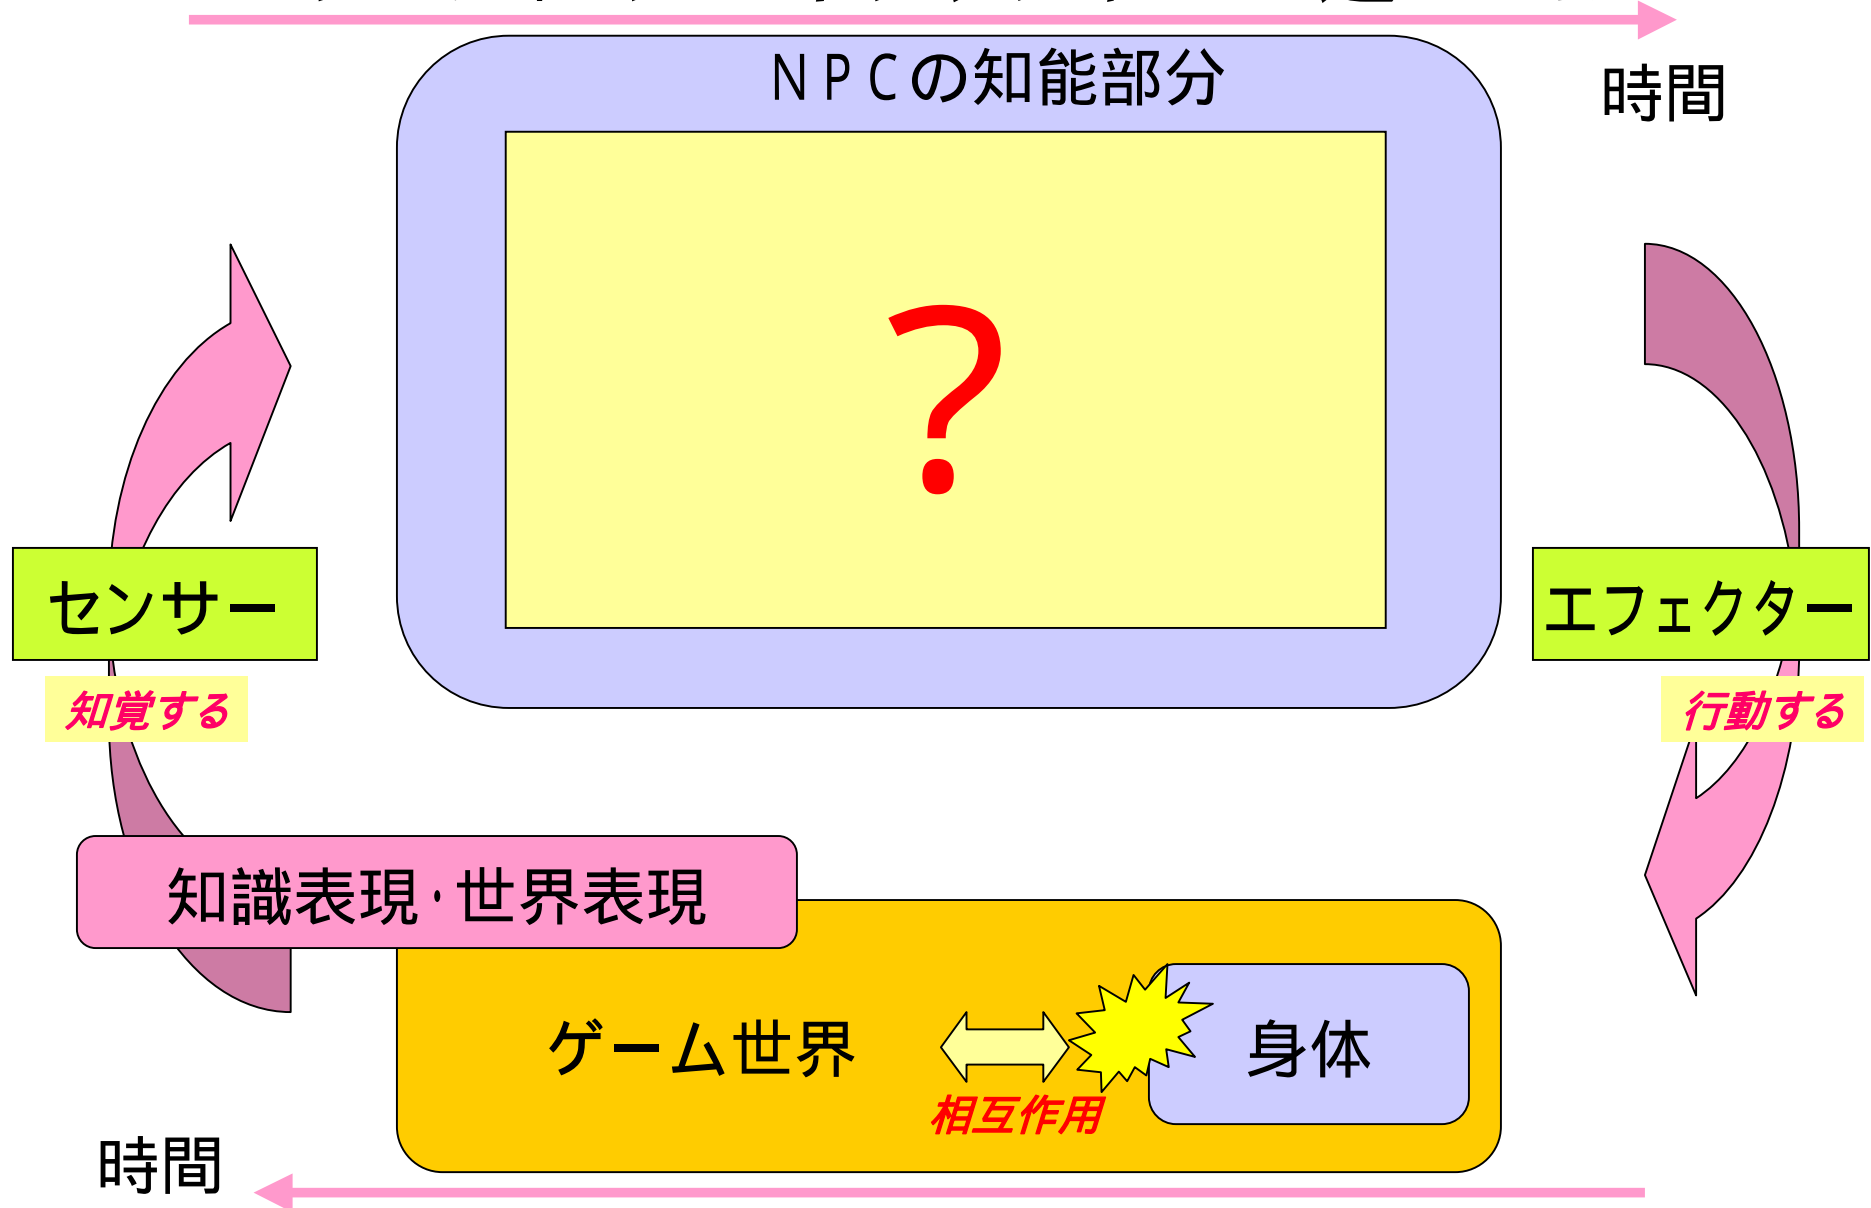 ＮＰＣの知能部分
時間
？
センサー
エフェクター
知覚する
行動する
知識表現・世界表現
ゲーム世界
身体
相互作用
時間